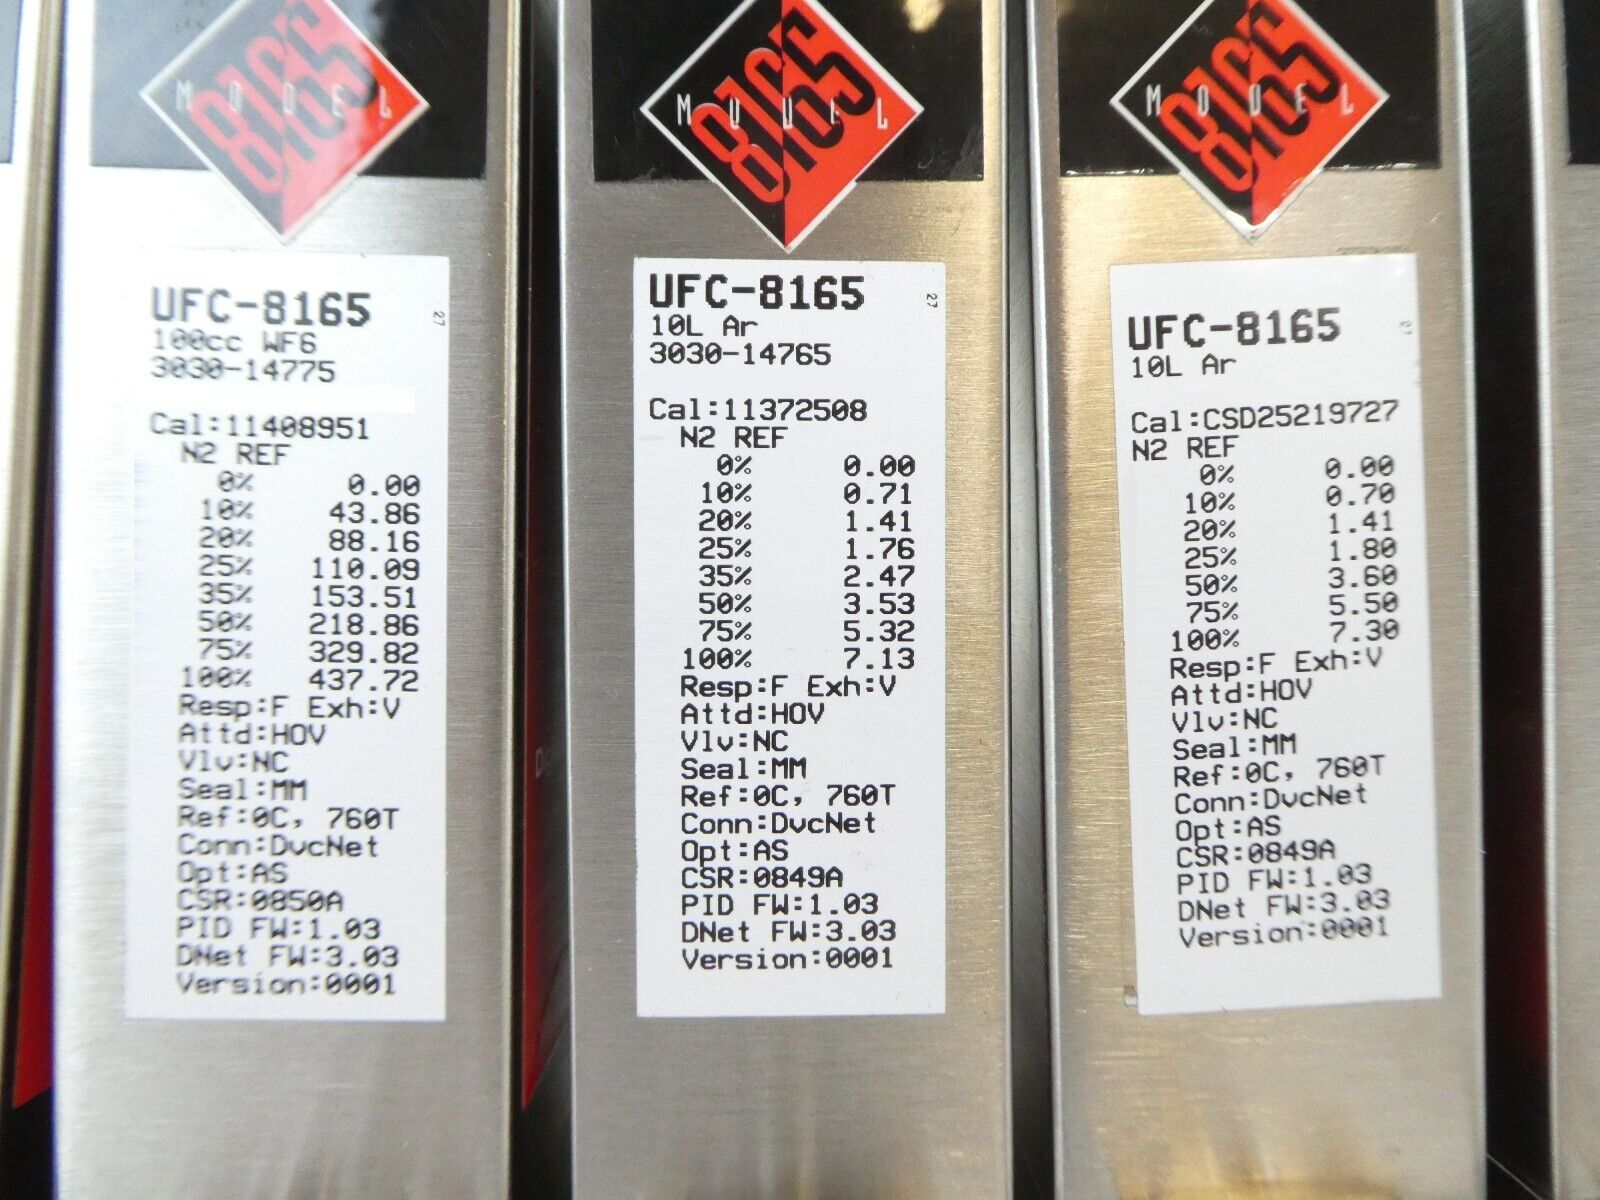 MODEL 8165
UFC-8165
27
100cc WF6
3030-14775
Cal:11408951
N2 REF
0% 0.00
10% 43.86
20% 88.16
25% 110.09
35% 153.51
50% 218.86
75% 329.82
100% 437.72
Resp:F Exh:V
Attd:HOV
Vlv:NC
Seal:MM
Ref:0C, 760T
Conn:DvcNet
Opt:AS
CSR:0850A
PID FW:1.03
DNet FW:3.03
Version:0001
MODEL 8165
UFC-8165
27
10L Ar
3030-14765
Cal:11372508
N2 REF
0% 0.00
10% 0.71
20% 1.41
25% 1.76
35% 2.47
50% 3.53
75% 5.32
100% 7.13
Resp:F Exh:V
Attd:HOV
Vlv:NC
Seal:MM
Ref:0C, 760T
Conn:DvcNet
Opt:AS
CSR:0849A
PID FW:1.03
DNet FW:3.03
Version:0001
MODEL 8165
UFC-8165
10L Ar
Cal:CSD25219727
N2 REF
0% 0.00
10% 0.70
20% 1.41
25% 1.80
50% 3.60
75% 5.50
100% 7.30
Resp:F Exh:V
Attd:HOV
Vlv:NC
Seal:MM
Ref:0C, 760T
Conn:DvcNet
Opt:AS
CSR:0849A
PID FW:1.03
DNet FW:3.03
Version:0001